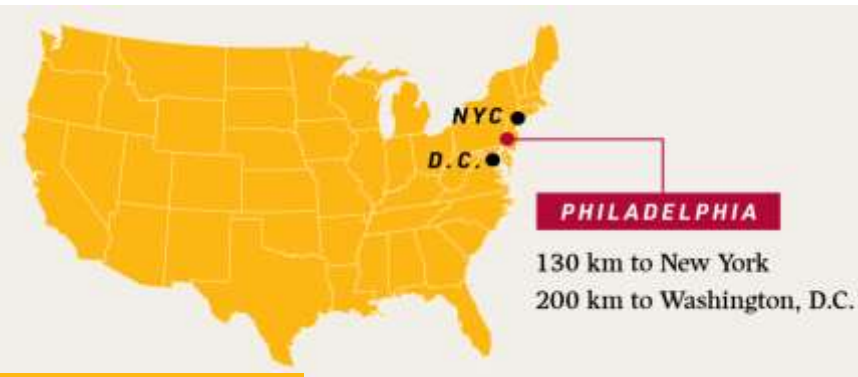 NYC
D.C.
PHILADELPHIA
130 km to New York
200 km to Washington, D.C.